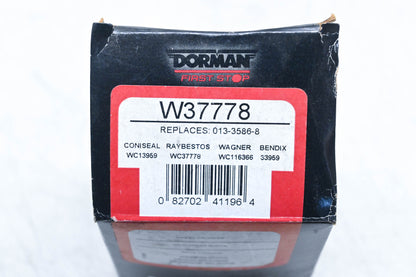 DORMAN
FIRST STOP
W37778
REPLACES: 013-3586-8
CONISEAL RAYBESTOS WAGNER BENDIX
WC13959 WC37778 WC116366 33959
0 82702 41196 4